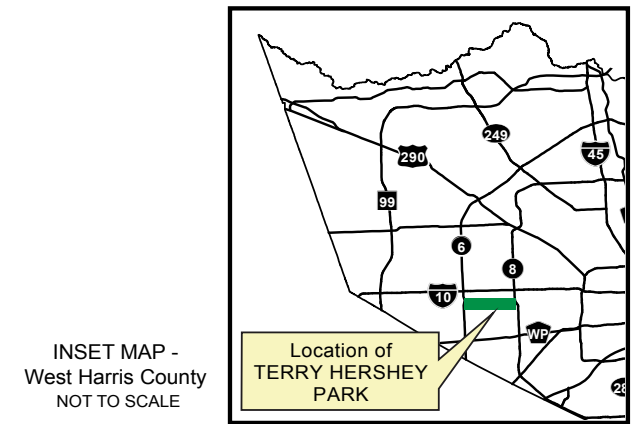 249
45
290
99
6
8
10
WP
INSET MAP -
West Harris County
NOT TO SCALE
Location of
TERRY HERSHEY
PARK